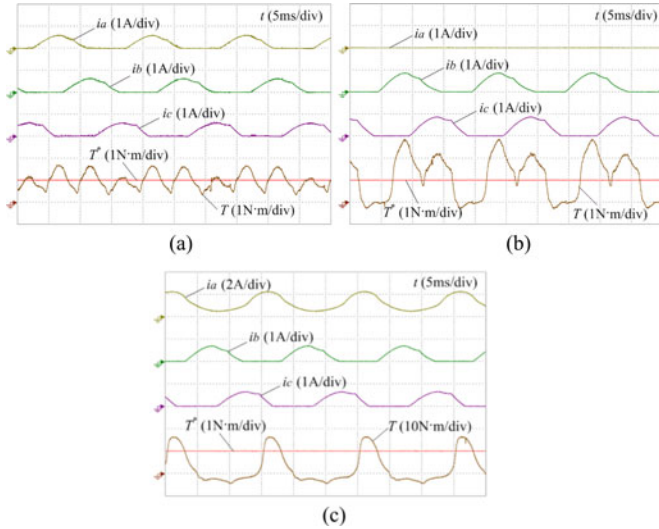 ia (1A/div) t (5ms/div)
ib (1A/div)
ic (1A/div)
T* (1N·m/div)
T (1N·m/div)
(a)
ia (1A/div) t (5ms/div)
ib (1A/div)
ic (1A/div)
T* (1N·m/div) T (1N·m/div)
(b)
ia (2A/div) t (5ms/div)
ib (1A/div)
ic (1A/div)
T* (1N·m/div) T (10N·m/div)
(c)